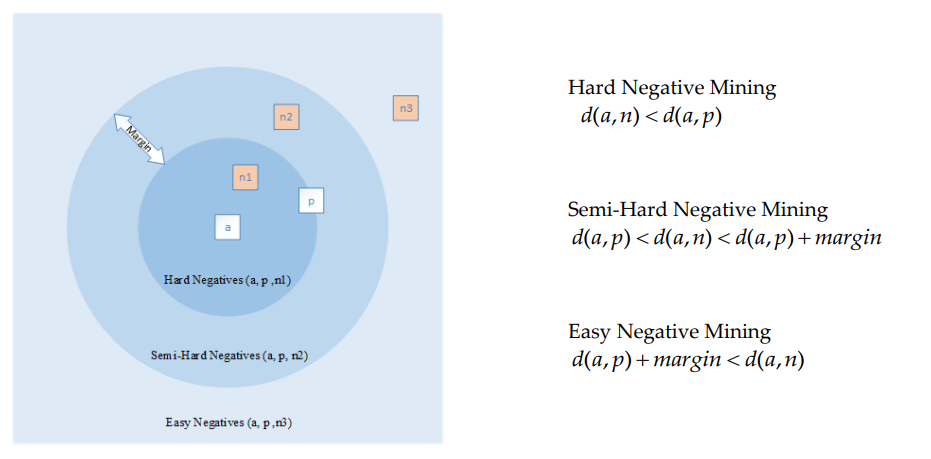 n3
n2
Margin
n1
p
a
Hard Negatives (a, p ,n1)
Semi-Hard Negatives (a, p, n2)
Easy Negatives (a, p ,n3)
Hard Negative Mining
d(a,n) < d(a,p)
Semi-Hard Negative Mining
d(a,p) < d(a,n) < d(a,p) + margin
Easy Negative Mining
d(a,p) + margin < d(a,n)